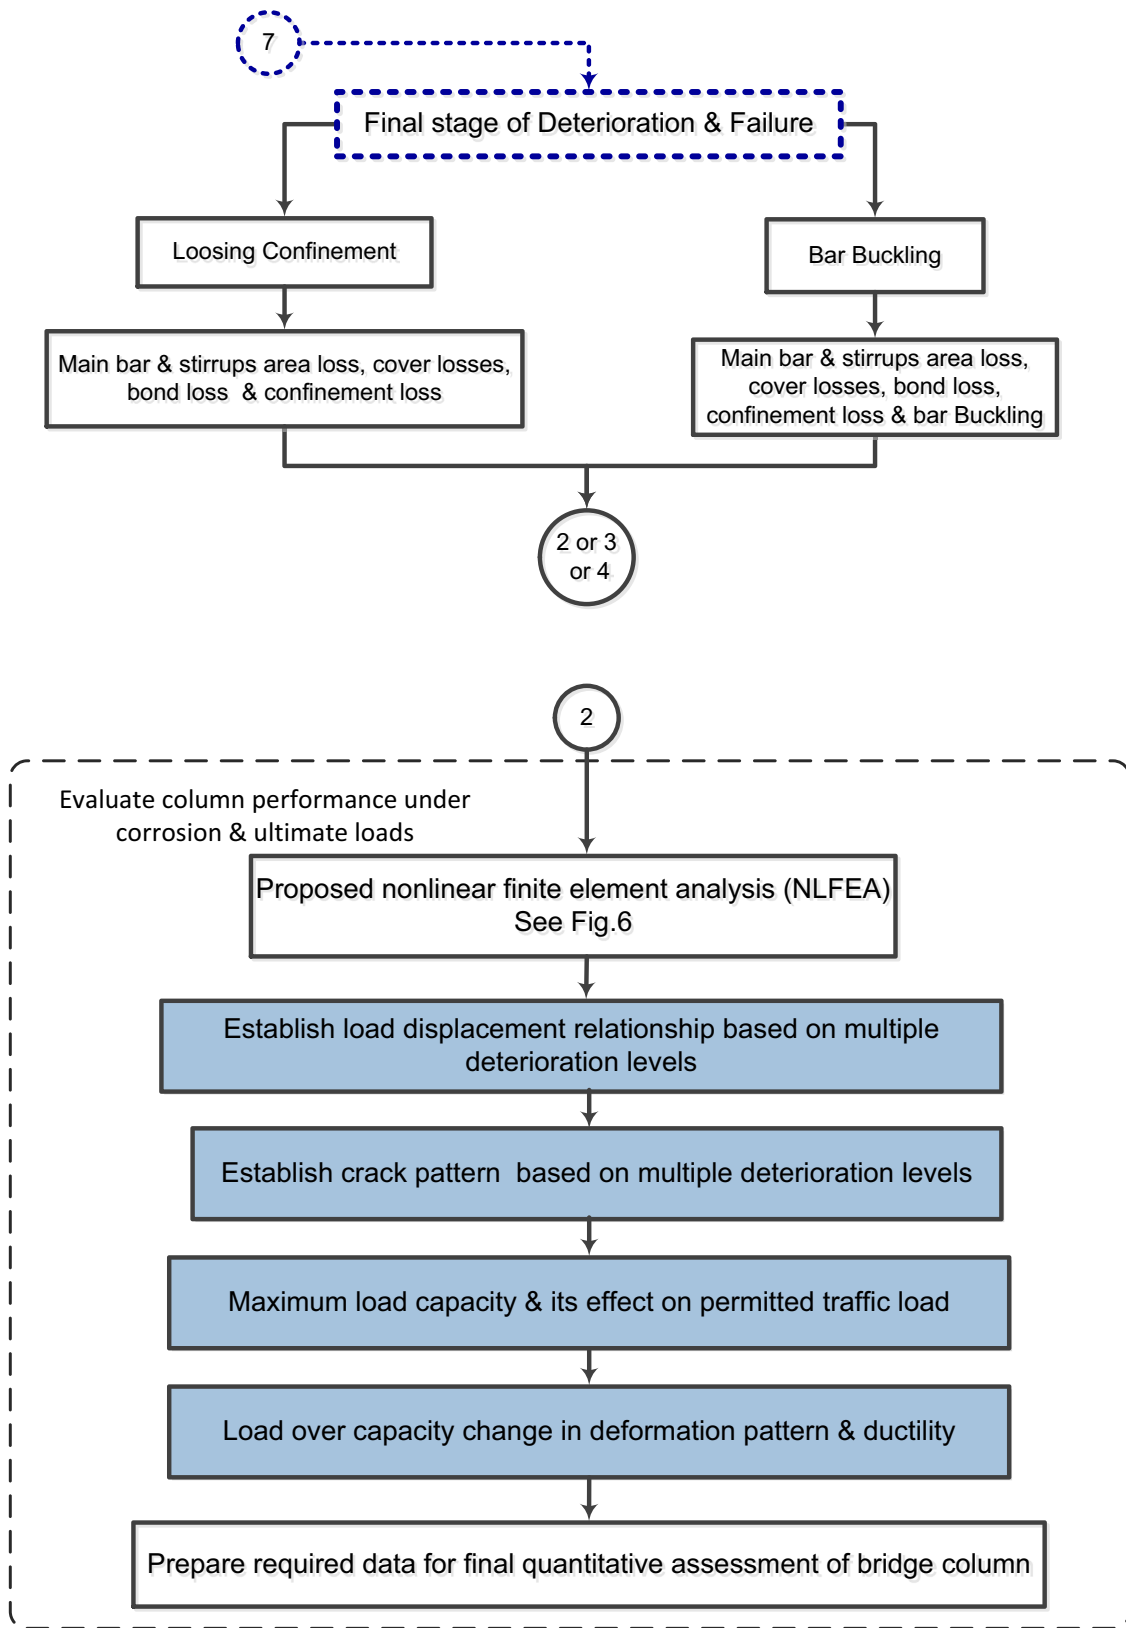 7
Final stage of Deterioration & Failure
Loosing Confinement
Bar Buckling
Main bar & stirrups area loss, cover losses,
bond loss & confinement loss
Main bar & stirrups area loss,
cover losses, bond loss,
confinement loss & bar Buckling
2 or 3
or 4
2
Evaluate column performance under
corrosion & ultimate loads
Proposed nonlinear finite element analysis (NLFEA)
See Fig.6
Establish load displacement relationship based on multiple
deterioration levels
Establish crack pattern based on multiple deterioration levels
Maximum load capacity & its effect on permitted traffic load
Load over capacity change in deformation pattern & ductility
Prepare required data for final quantitative assessment of bridge column